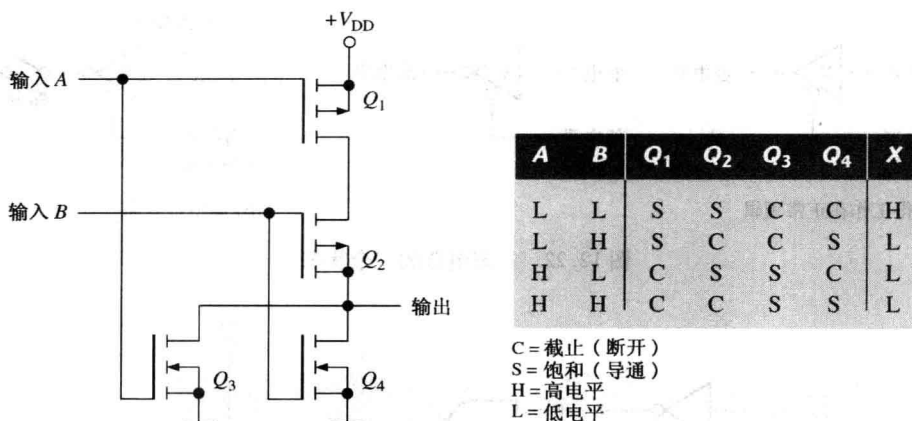 +V_DD
输入 A
Q₁
输入 B
Q₂
输出
Q₃
Q₄
A B Q₁ Q₂ Q₃ Q₄ X
L L S S C C H
L H S C C S L
H L C S S C L
H H C C S S L
C = 截止（断开）
S = 饱和（导通）
H = 高电平
L = 低电平